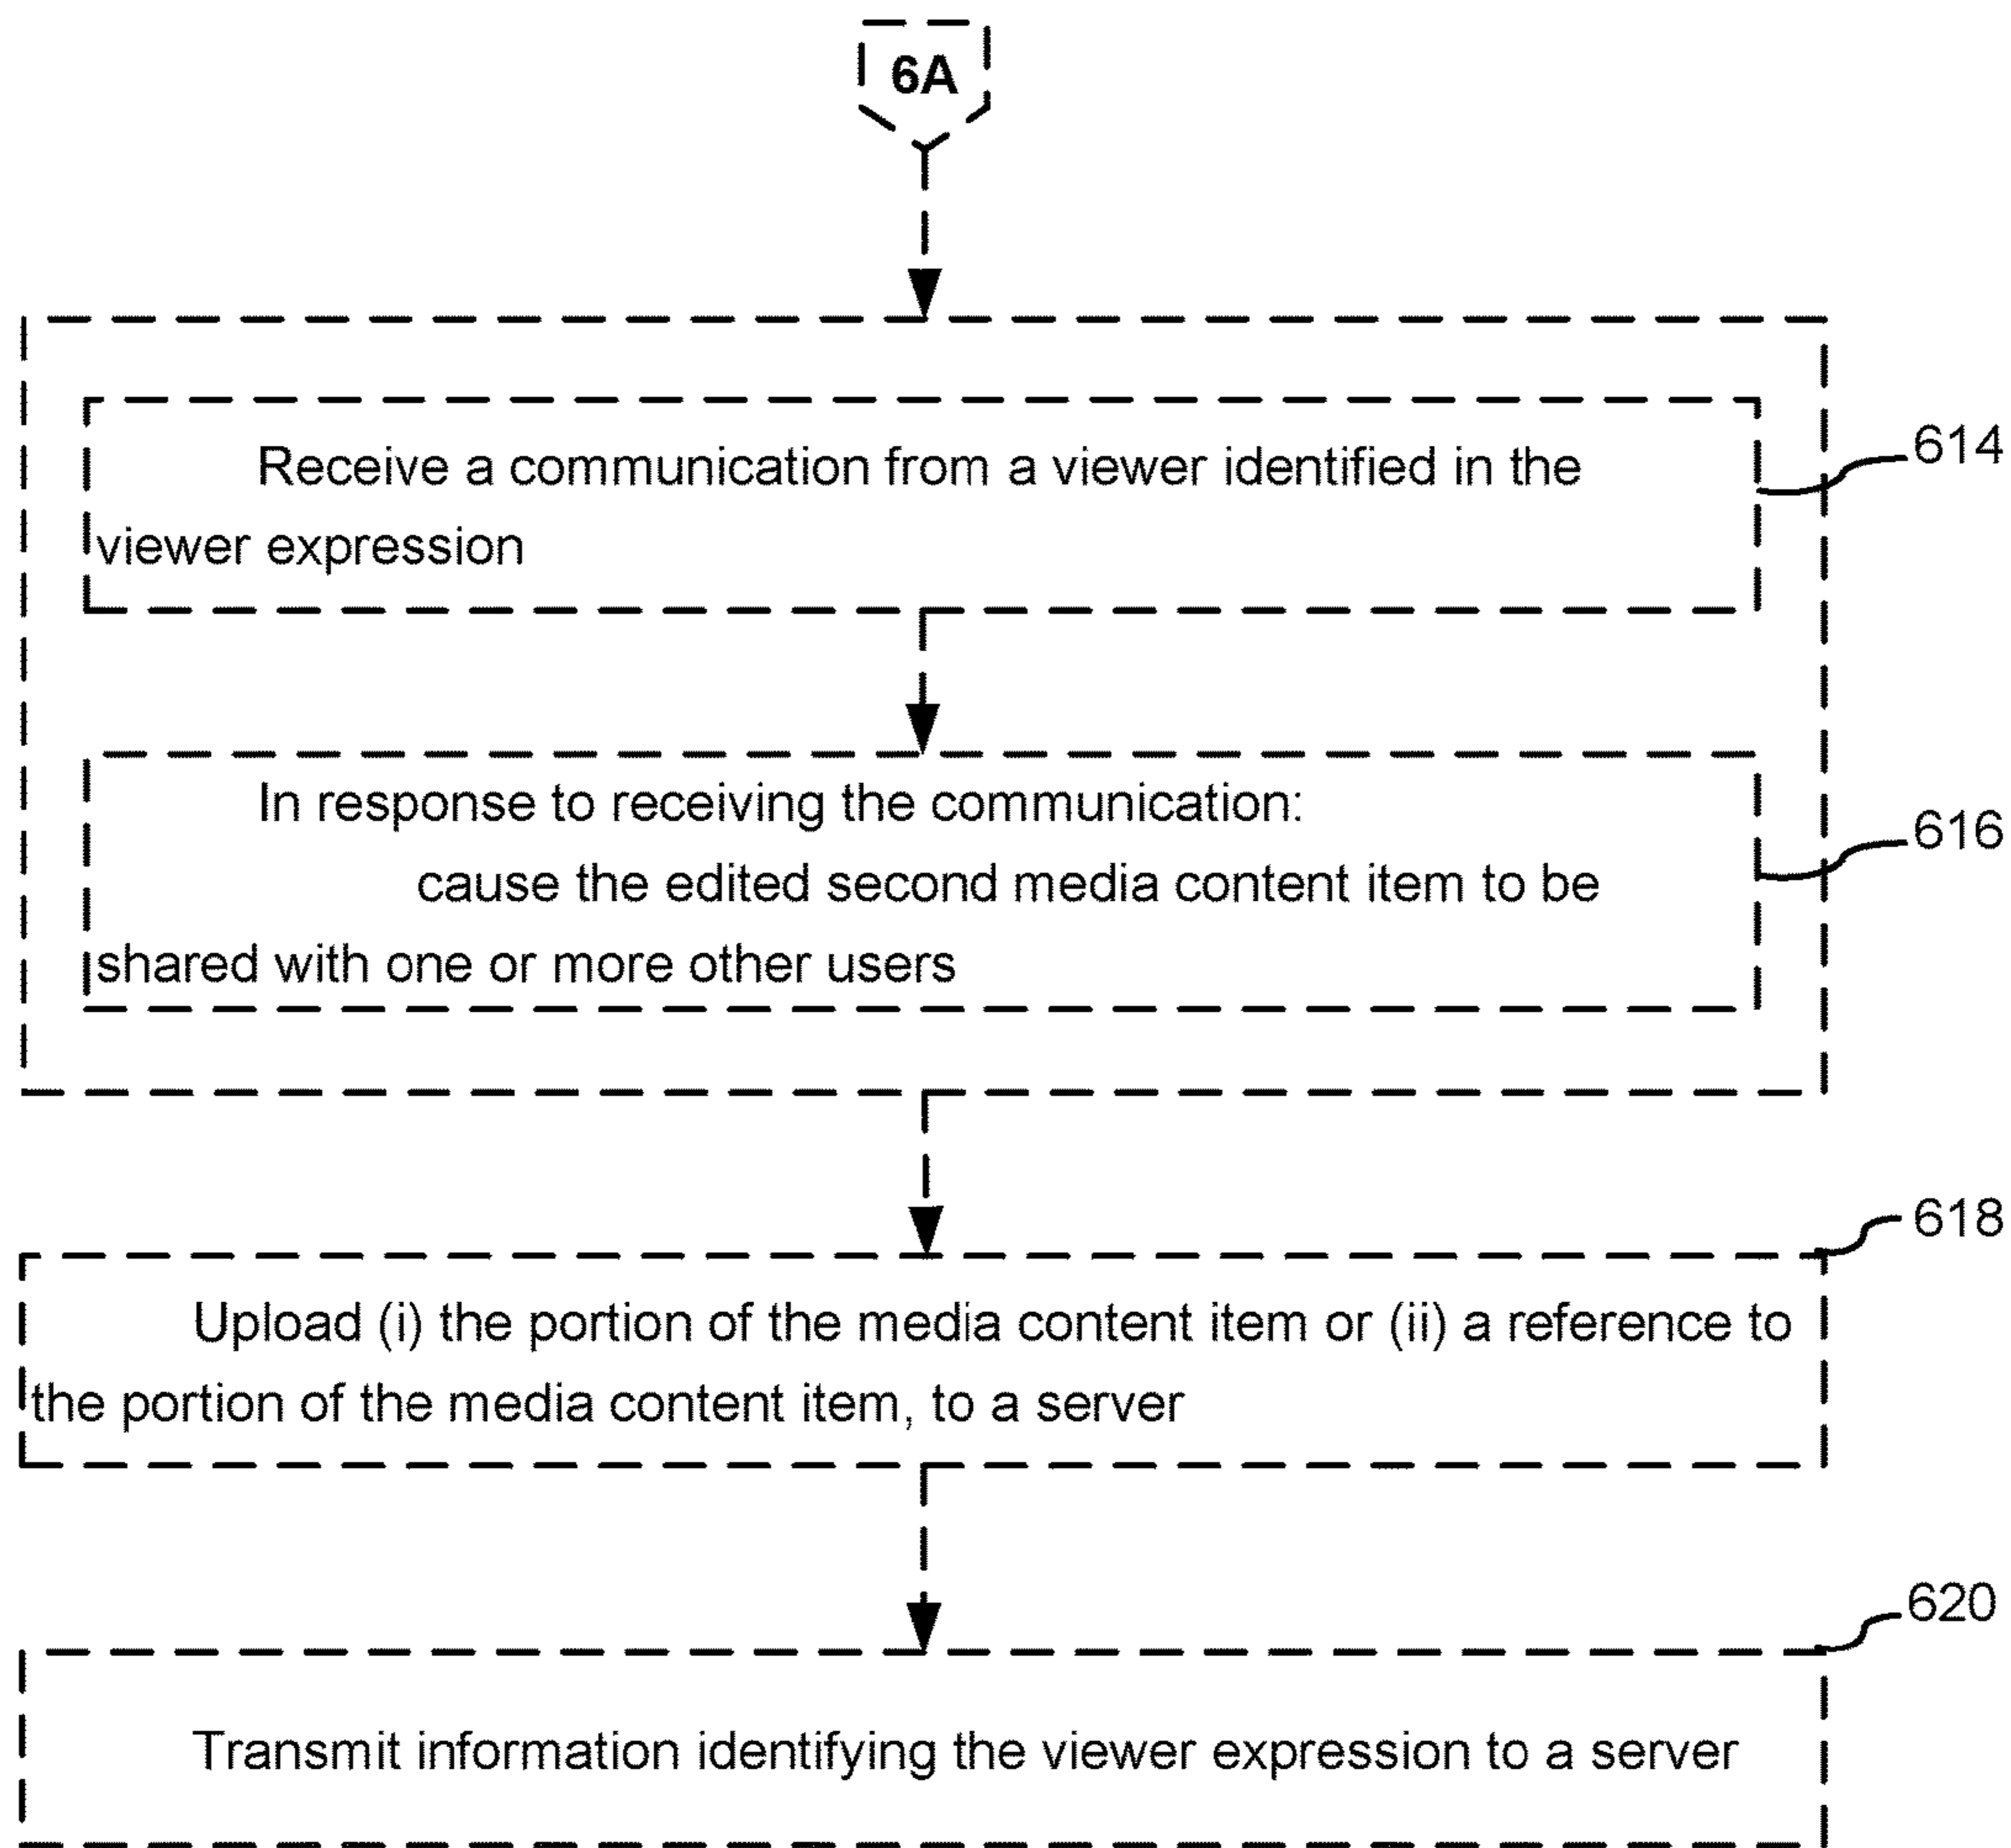 6A
Receive a communication from a viewer identified in the
viewer expression
614
In response to receiving the communication:
cause the edited second media content item to be
shared with one or more other users
616
618
Upload (i) the portion of the media content item or (ii) a reference to
the portion of the media content item, to a server
620
Transmit information identifying the viewer expression to a server